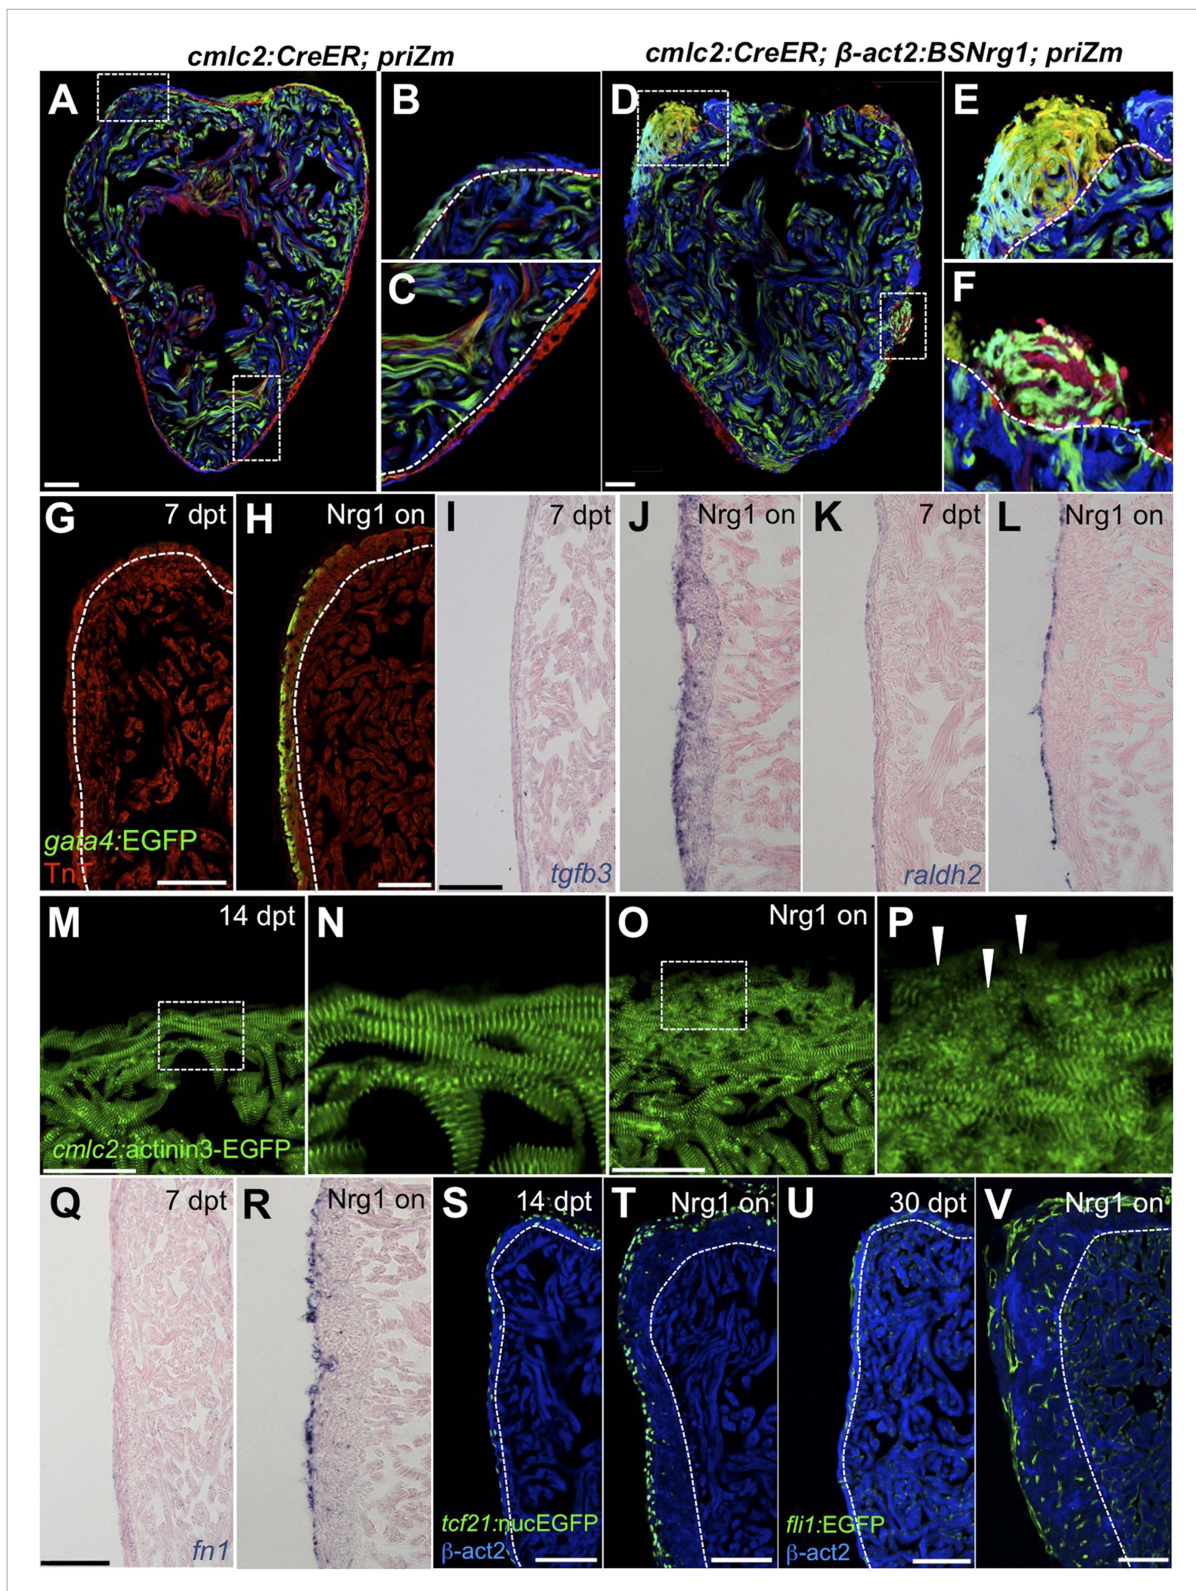 cmlc2:CreER; priZm
cmlc2:CreER; β-act2:BSNrg1; priZm
A
B
C
D
E
F
G
7 dpt
gata4:EGFP
TnT
H
Nrg1 on
I
7 dpt
tgfb3
J
Nrg1 on
K
7 dpt
raldh2
L
Nrg1 on
M
14 dpt
cmlc2:actinin3-EGFP
N
O
Nrg1 on
P
Q
7 dpt
fn1
R
Nrg1 on
S
14 dpt
tcf21:nucEGFP
β-act2
T
Nrg1 on
U
30 dpt
fli1:EGFP
β-act2
V
Nrg1 on